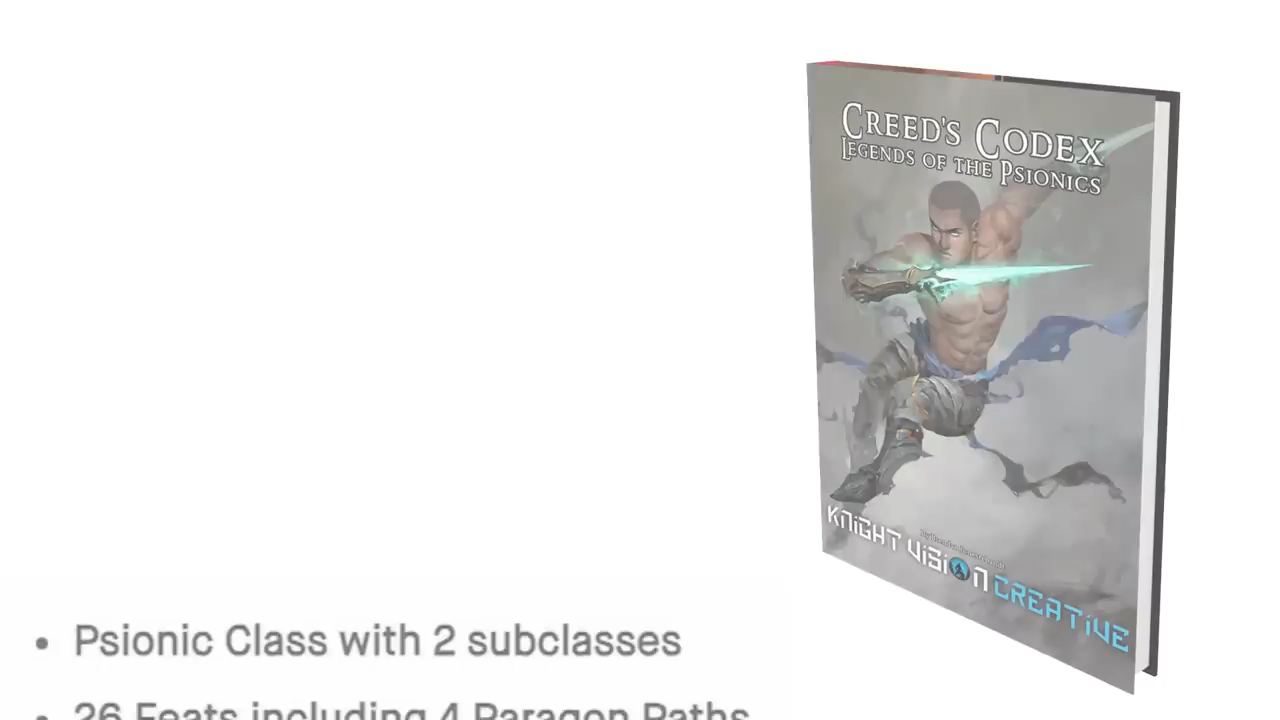 CREED'S CODEX
LEGENDS OF THE PSIONICS
KNIGHT VISION CREATIVE
• Psionic Class with 2 subclasses
• 26 Feats including 4 Paragon Paths